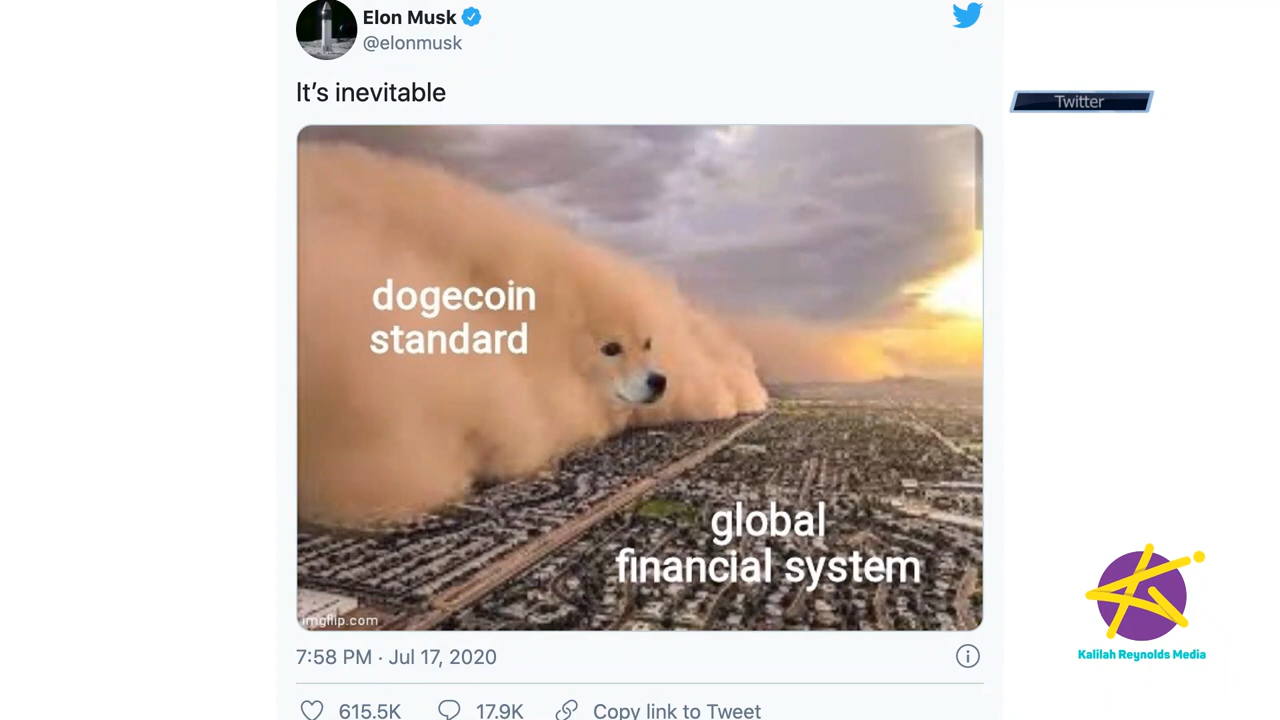 Elon Musk
@elonmusk
It's inevitable
Twitter
dogecoin
standard
global
financial system
imgflip.com
7:58 PM · Jul 17, 2020
615.5K
17.9K
Copy link to Tweet
Kalilah Reynolds Media